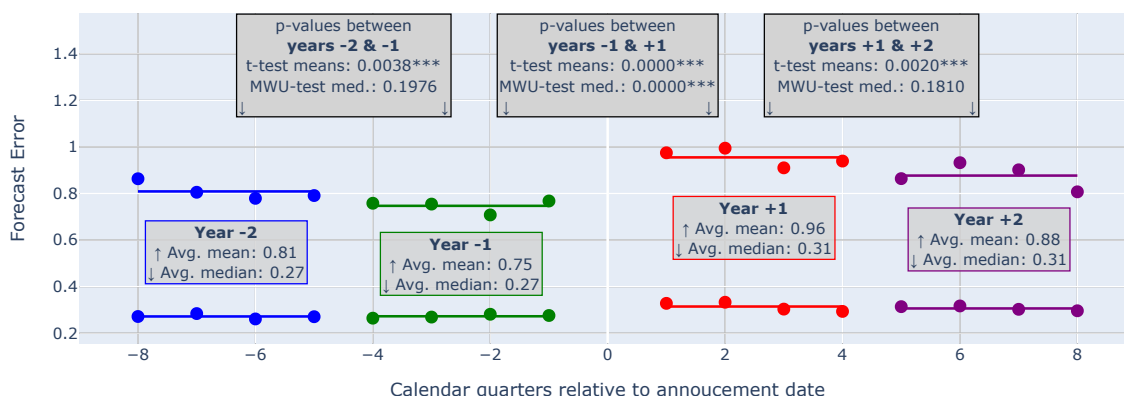 p-values between
years -2 & -1
t-test means: 0.0038***
MWU-test med.: 0.1976
↓ ↓
p-values between
years -1 & +1
t-test means: 0.0000***
MWU-test med.: 0.0000***
↓ ↓
p-values between
years +1 & +2
t-test means: 0.0020***
MWU-test med.: 0.1810
↓ ↓
Forecast Error
1.4
1.2
1
0.8
0.6
0.4
0.2
Year -2
↑ Avg. mean: 0.81
↓ Avg. median: 0.27
Year -1
↑ Avg. mean: 0.75
↓ Avg. median: 0.27
Year +1
↑ Avg. mean: 0.96
↓ Avg. median: 0.31
Year +2
↑ Avg. mean: 0.88
↓ Avg. median: 0.31
−8 −6 −4 −2 0 2 4 6 8
Calendar quarters relative to annoucement date